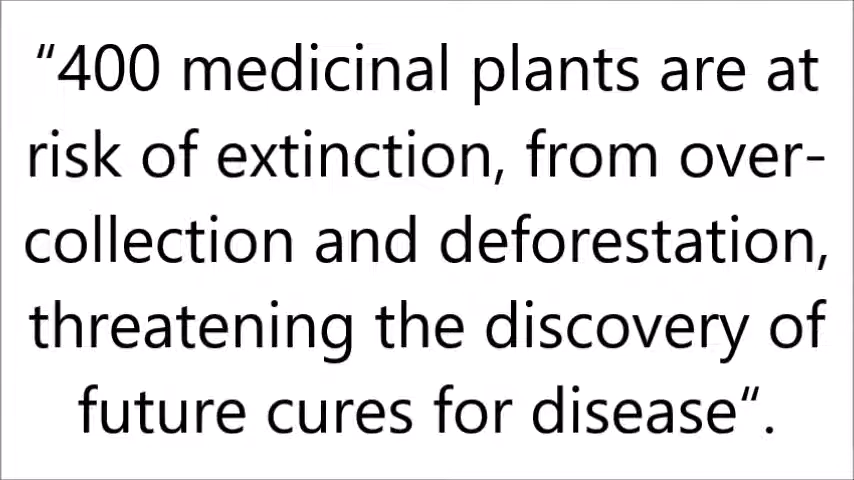 “400 medicinal plants are at
risk of extinction, from over-
collection and deforestation,
threatening the discovery of
future cures for disease“.